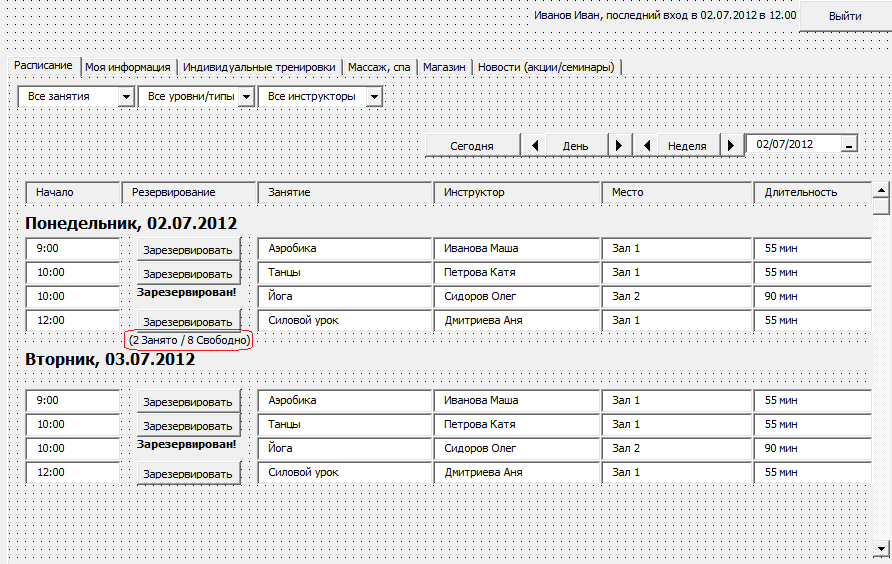 Иванов Иван, последний вход в 02.07.2012 в 12.00 Выйти
Расписание Моя информация Индивидуальные тренировки Массаж, спа Магазин Новости (акции/семинары)
Все занятия Все уровни/типы Все инструкторы
Сегодня День Неделя 02/07/2012
Начало Резервирование Занятие Инструктор Место Длительность
Понедельник, 02.07.2012
9:00 Зарезервировать Аэробика Иванова Маша Зал 1 55 мин
10:00 Зарезервировать Танцы Петрова Катя Зал 1 55 мин
10:00 Зарезервирован! Йога Сидоров Олег Зал 2 90 мин
12:00 Зарезервировать Силовой урок Дмитриева Аня Зал 1 55 мин
(2 Занято / 8 Свободно)
Вторник, 03.07.2012
9:00 Зарезервировать Аэробика Иванова Маша Зал 1 55 мин
10:00 Зарезервировать Танцы Петрова Катя Зал 1 55 мин
10:00 Зарезервирован! Йога Сидоров Олег Зал 2 90 мин
12:00 Зарезервировать Силовой урок Дмитриева Аня Зал 1 55 мин